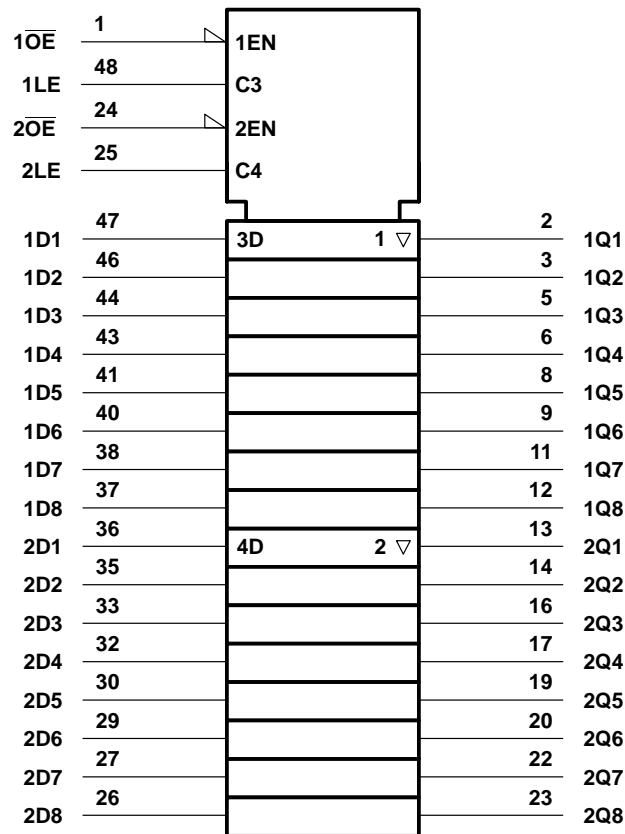 1O̅E̅ 1 1EN
1LE 48 C3
2O̅E̅ 24 2EN
2LE 25 C4
1D1 47 3D 1 ▽ 2 1Q1
1D2 46 3 1Q2
1D3 44 5 1Q3
1D4 43 6 1Q4
1D5 41 8 1Q5
1D6 40 9 1Q6
1D7 38 11 1Q7
1D8 37 12 1Q8
2D1 36 4D 2 ▽ 13 2Q1
2D2 35 14 2Q2
2D3 33 16 2Q3
2D4 32 17 2Q4
2D5 30 19 2Q5
2D6 29 20 2Q6
2D7 27 22 2Q7
2D8 26 23 2Q8